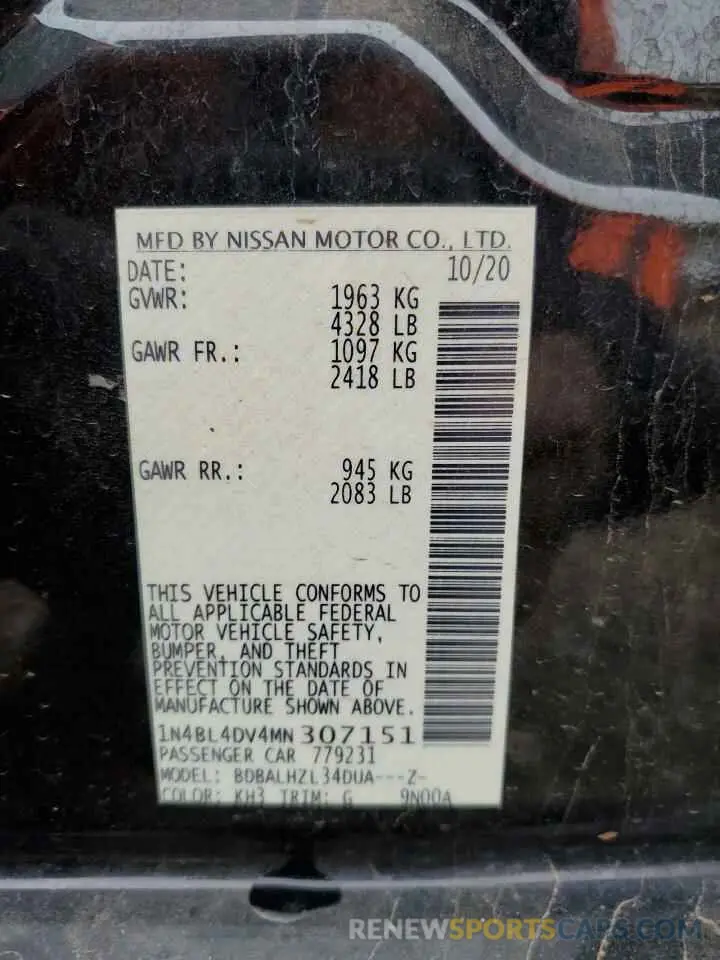 MFD BY NISSAN MOTOR CO., LTD.
DATE: 10/20
GVWR: 1963 KG
4328 LB
GAWR FR.: 1097 KG
2418 LB
GAWR RR.: 945 KG
2083 LB
THIS VEHICLE CONFORMS TO
ALL APPLICABLE FEDERAL
MOTOR VEHICLE SAFETY,
BUMPER, AND THEFT
PREVENTION STANDARDS IN
EFFECT ON THE DATE OF
MANUFACTURE SHOWN ABOVE.
1N4BL4DV4MN307151
PASSENGER CAR 779231
MODEL: BDBALHZL34DUA---Z-
COLOR: KH3 TRIM: G 9N00A
RENEWSPORTSCARS.COM